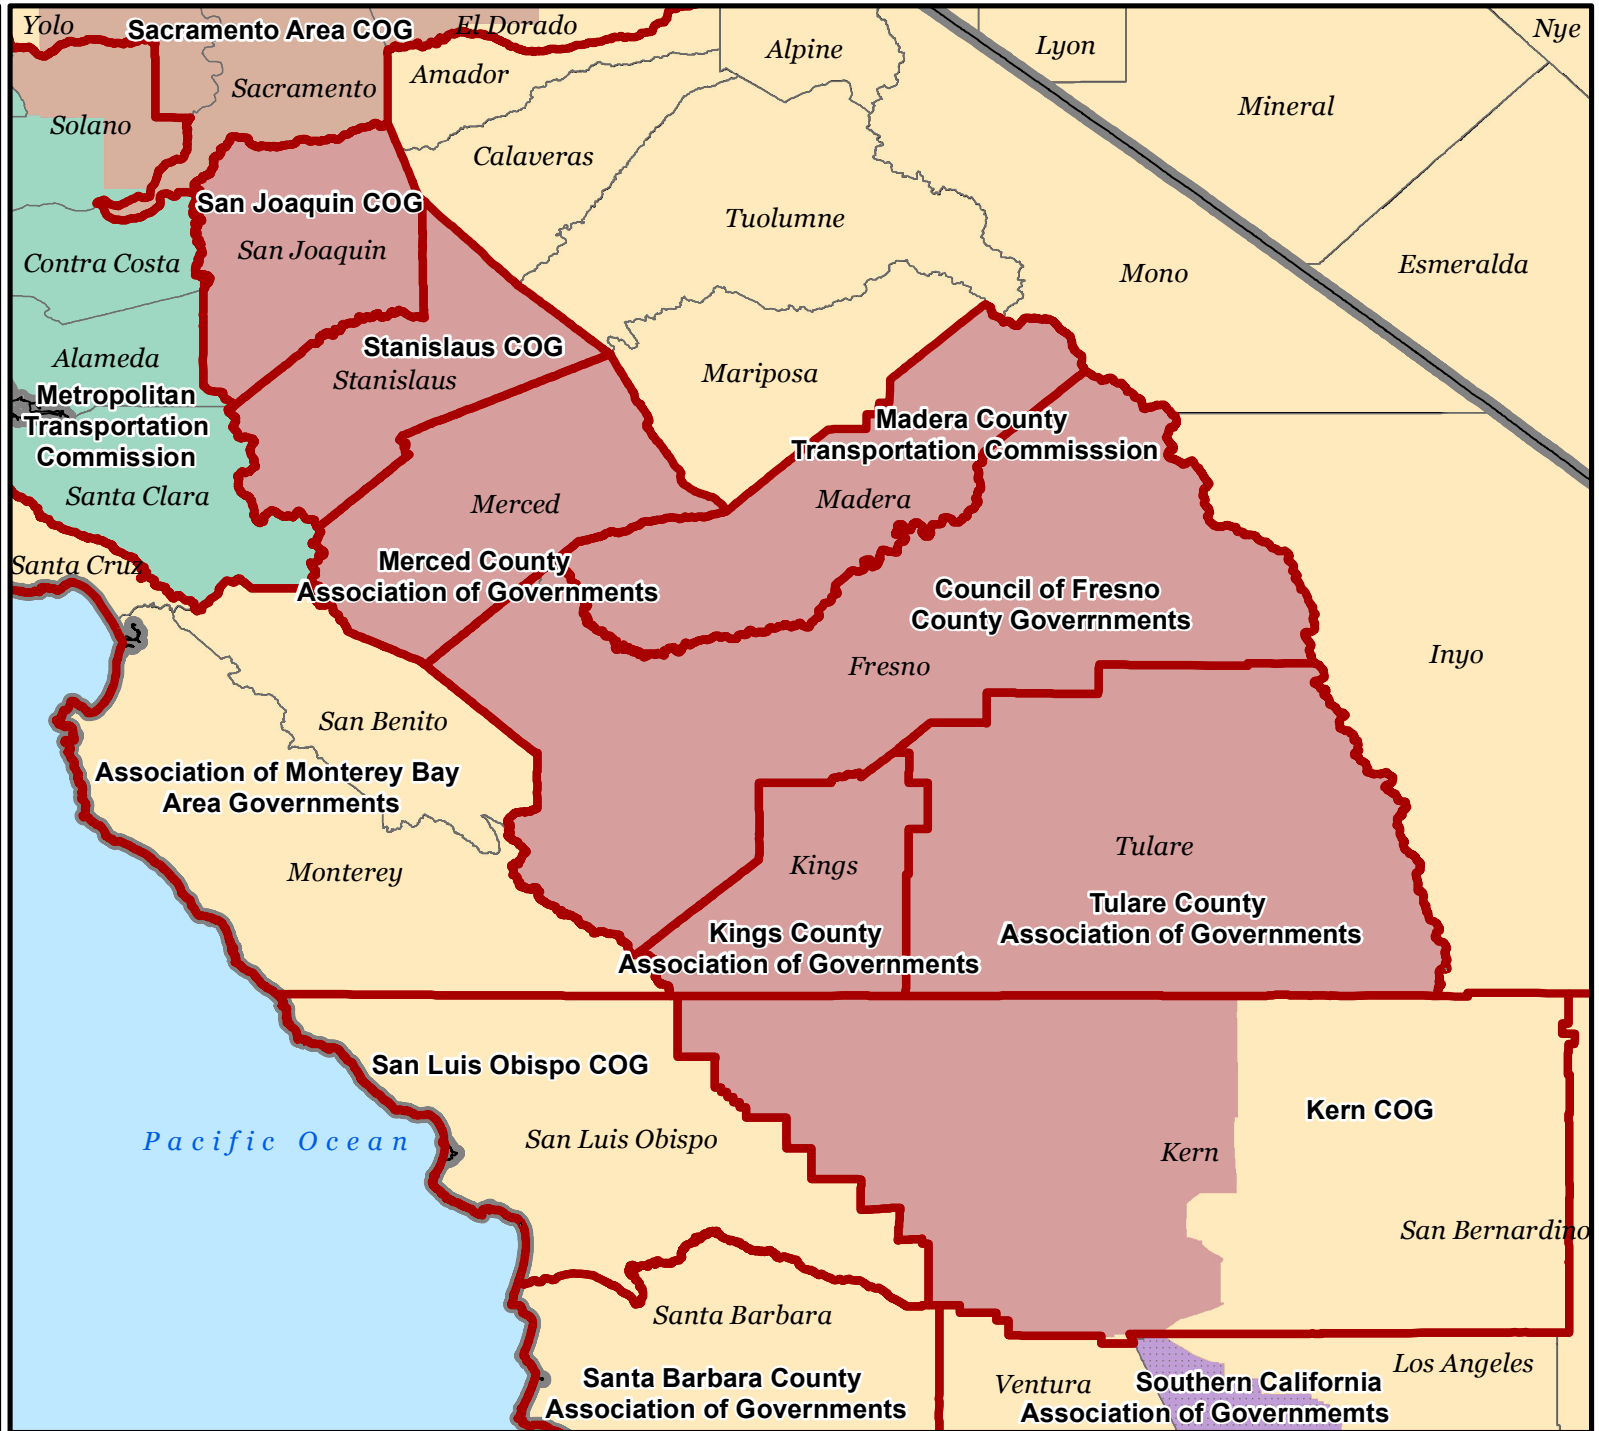 Yolo
Sacramento Area COG
El Dorado
Nye
Alpine
Lyon
Amador
Sacramento
Mineral
Solano
Calaveras
San Joaquin COG
Tuolumne
San Joaquin
Contra Costa
Mono
Esmeralda
Alameda
Stanislaus COG
Stanislaus
Mariposa
Metropolitan
Transportation
Commission
Madera County
Transportation Commisssion
Santa Clara
Merced
Madera
Santa Cruz
Merced County
Association of Governments
Council of Fresno
County Goverrnments
Fresno
Inyo
San Benito
Association of Monterey Bay
Area Governments
Monterey
Kings
Tulare
Kings County
Association of Governments
Tulare County
Association of Governments
San Luis Obispo COG
Kern COG
Pacific Ocean
San Luis Obispo
Kern
San Bernardino
Santa Barbara
Santa Barbara County
Association of Governments
Ventura
Los Angeles
Southern California
Association of Governmemts